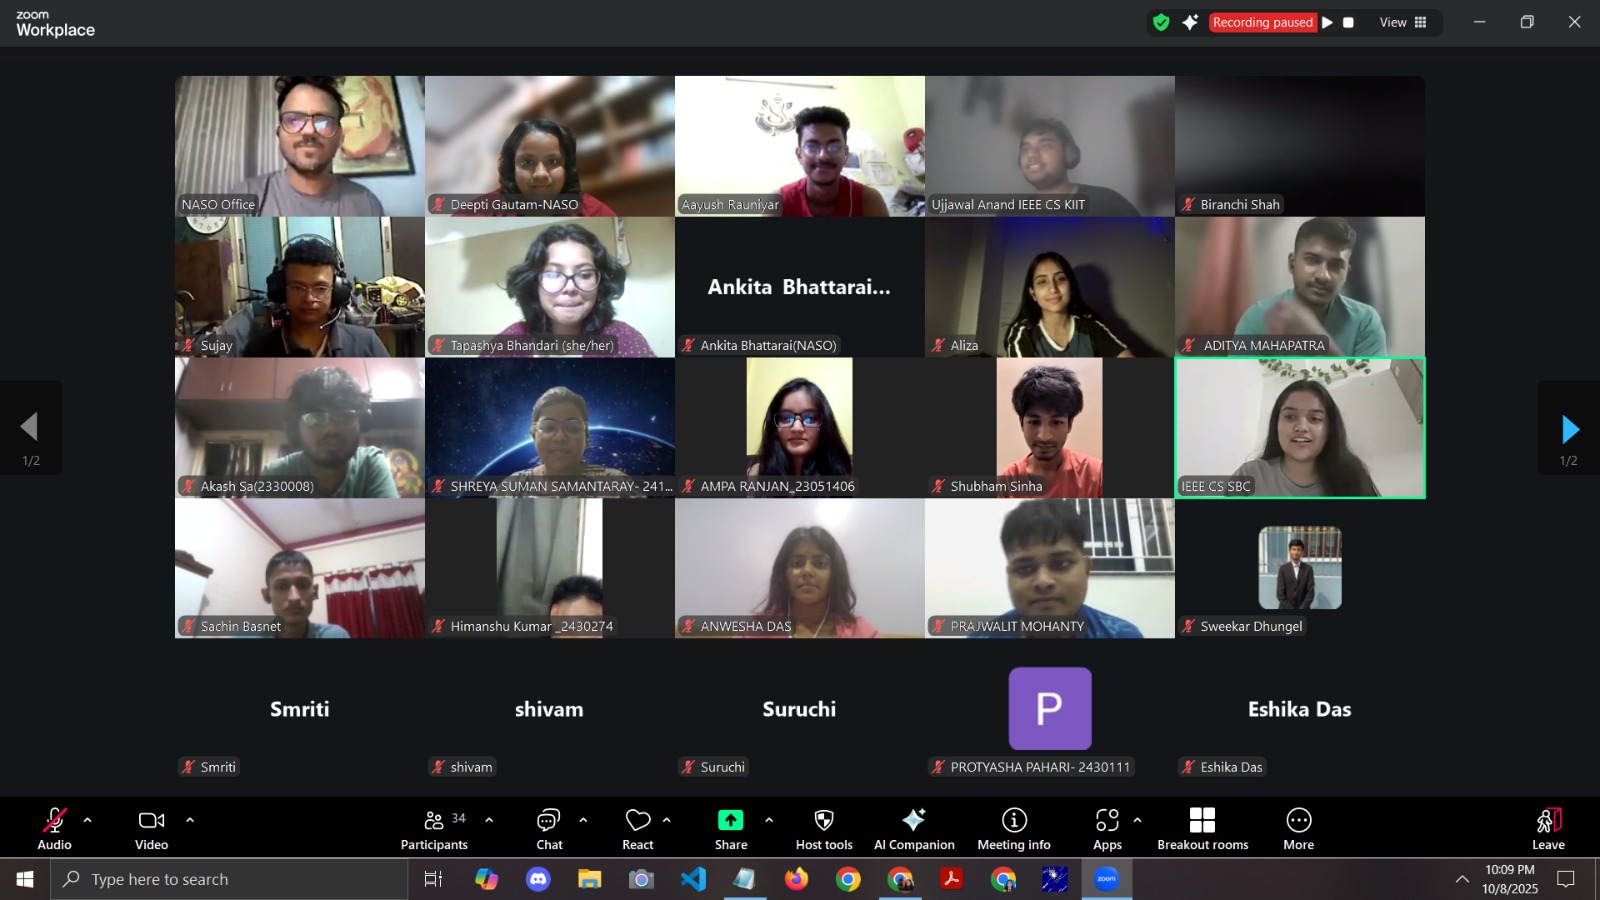 zoom
Workplace
Recording paused
View
NASO Office
Deepti Gautam-NASO
Aayush Rauniyar
Ujjawal Anand IEEE CS KIIT
Biranchi Shah
Sujay
Tapashya Bhandari (she/her)
Ankita Bhattarai...
Ankita Bhattarai(NASO)
Aliza
ADITYA MAHAPATRA
1/2
1/2
Akash Sa(2330008)
SHREYA SUMAN SAMANTARAY- 241...
AMPA RANJAN_23051406
Shubham Sinha
IEEE CS SBC
Sachin Basnet
Himanshu Kumar _2430274
ANWESHA DAS
PRAJWALIT MOHANTY
Sweekar Dhungel
Smriti
shivam
Suruchi
P
Eshika Das
Smriti
shivam
Suruchi
PROTYASHA PAHARI- 2430111
Eshika Das
34
Audio
Video
Participants
Chat
React
Share
Host tools
AI Companion
Meeting info
Apps
Breakout rooms
More
Leave
Type here to search
zoom
10:09 PM
10/8/2025